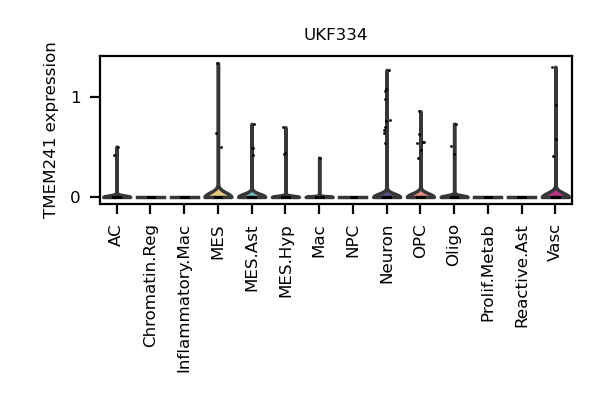 UKF334
TMEM241 expression
1
0
AC
Chromatin.Reg
Inflammatory.Mac
MES
MES.Ast
MES.Hyp
Mac
NPC
Neuron
OPC
Oligo
Prolif.Metab
Reactive.Ast
Vasc